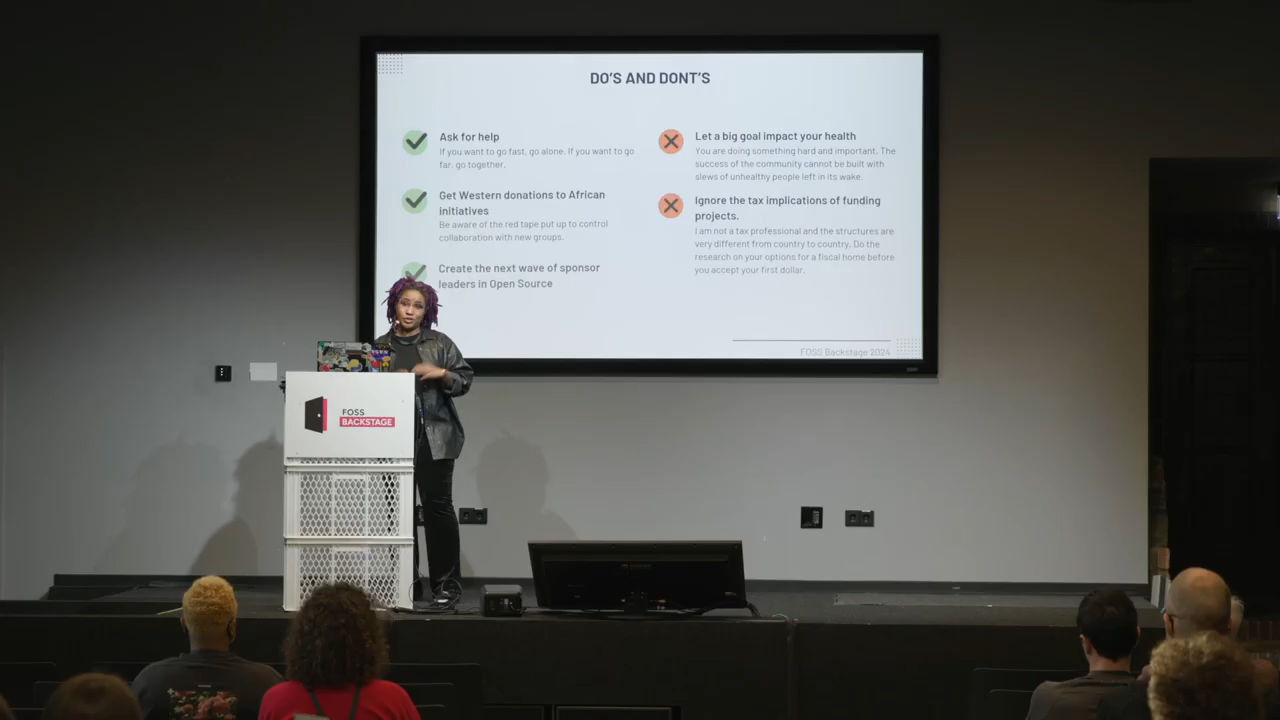 DO'S AND DONT'S
Ask for help
If you want to go fast, go alone. If you want to go
far, go together.
Get Western donations to African
initiatives
Be aware of the red tape put up to control
collaboration with new groups.
Create the next wave of sponsor
leaders in Open Source
Let a big goal impact your health
You are doing something hard and important. The
success of the community cannot be built with
slews of unhealthy people left in its wake.
Ignore the tax implications of funding
projects.
I am not a tax professional and the structures are
very different from country to country. Do the
research on your options for a fiscal home before
you accept your first dollar.
FOSS Backstage 2024
FOSS
BACKSTAGE